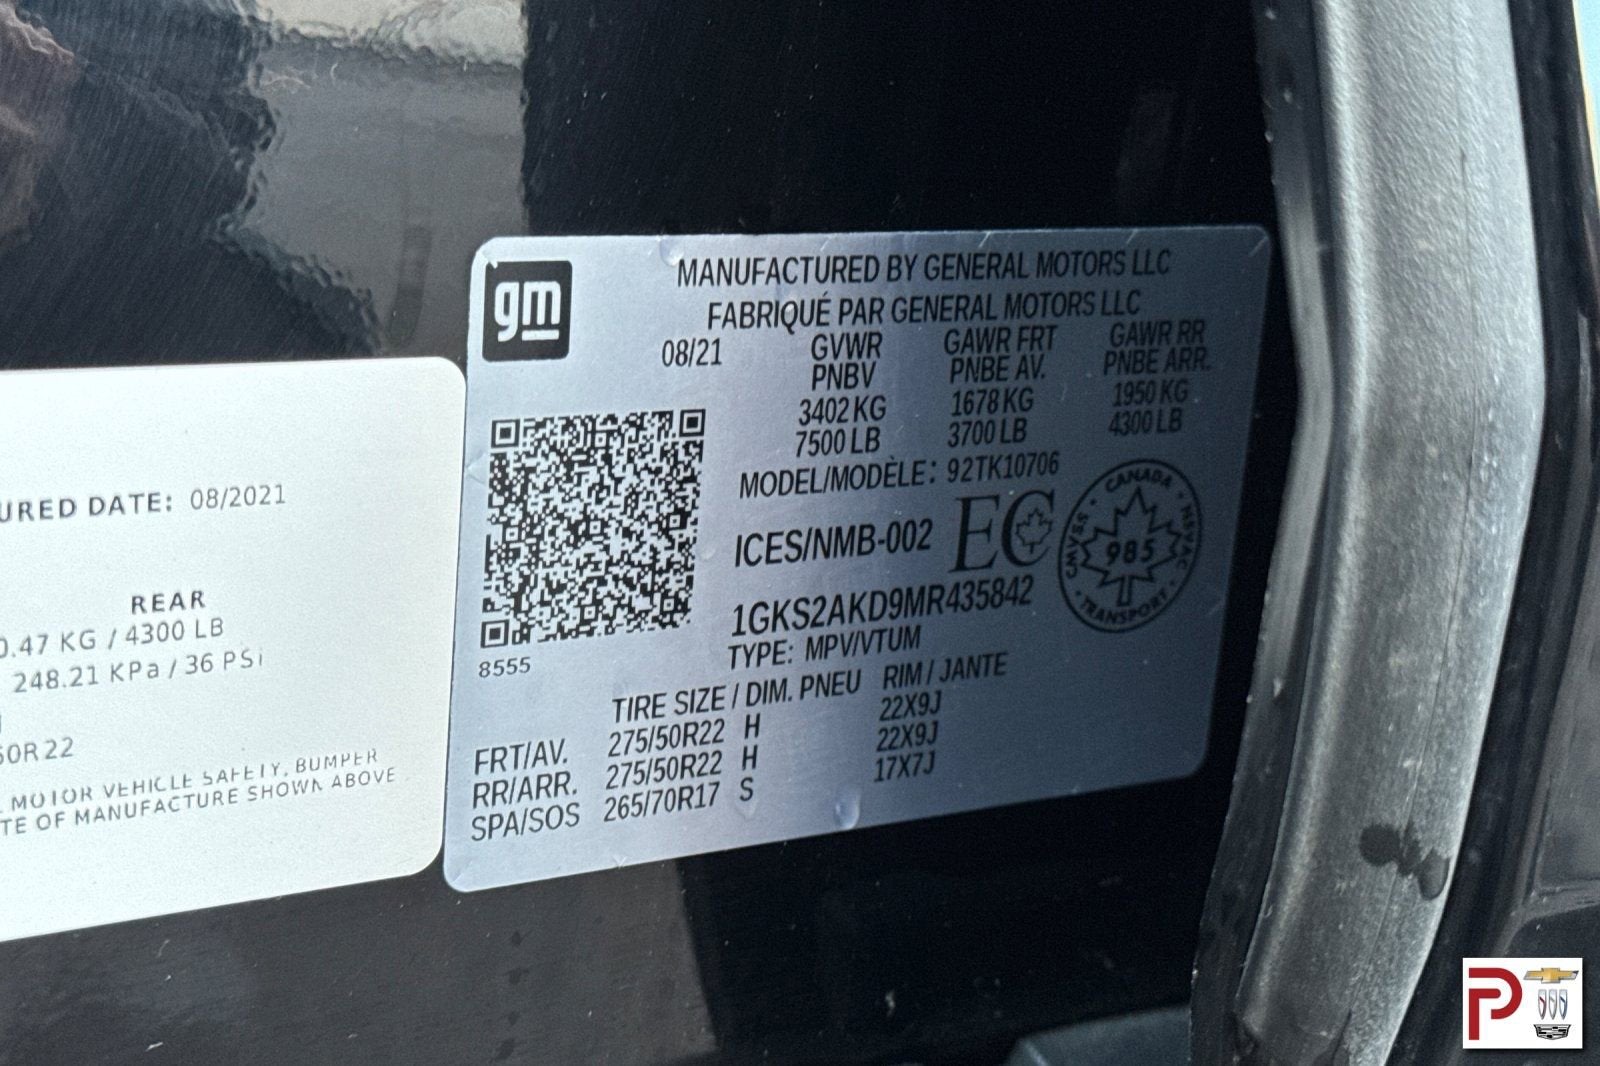 gm
MANUFACTURED BY GENERAL MOTORS LLC
FABRIQUÉ PAR GENERAL MOTORS LLC
08/21
GVWR GAWR FRT GAWR RR
PNBV PNBE AV. PNBE ARR.
3402 KG 1678 KG 1950 KG
7500 LB 3700 LB 4300 LB
MODEL/MODÈLE: 92TK10706
ICES/NMB-002 EC
CANADA
CMVSS 985 NSVAC
TRANSPORT
1GKS2AKD9MR435842
TYPE: MPV/VTUM
8555
TIRE SIZE / DIM. PNEU RIM / JANTE
FRT/AV. 275/50R22 H 22X9J
RR/ARR. 275/50R22 H 22X9J
SPA/SOS 265/70R17 S 17X7J
URED DATE: 08/2021
REAR
0.47 KG / 4300 LB
248.21 KPa / 36 PSi
50R22
MOTOR VEHICLE SAFETY, BUMPER
TE OF MANUFACTURE SHOWN ABOVE
P